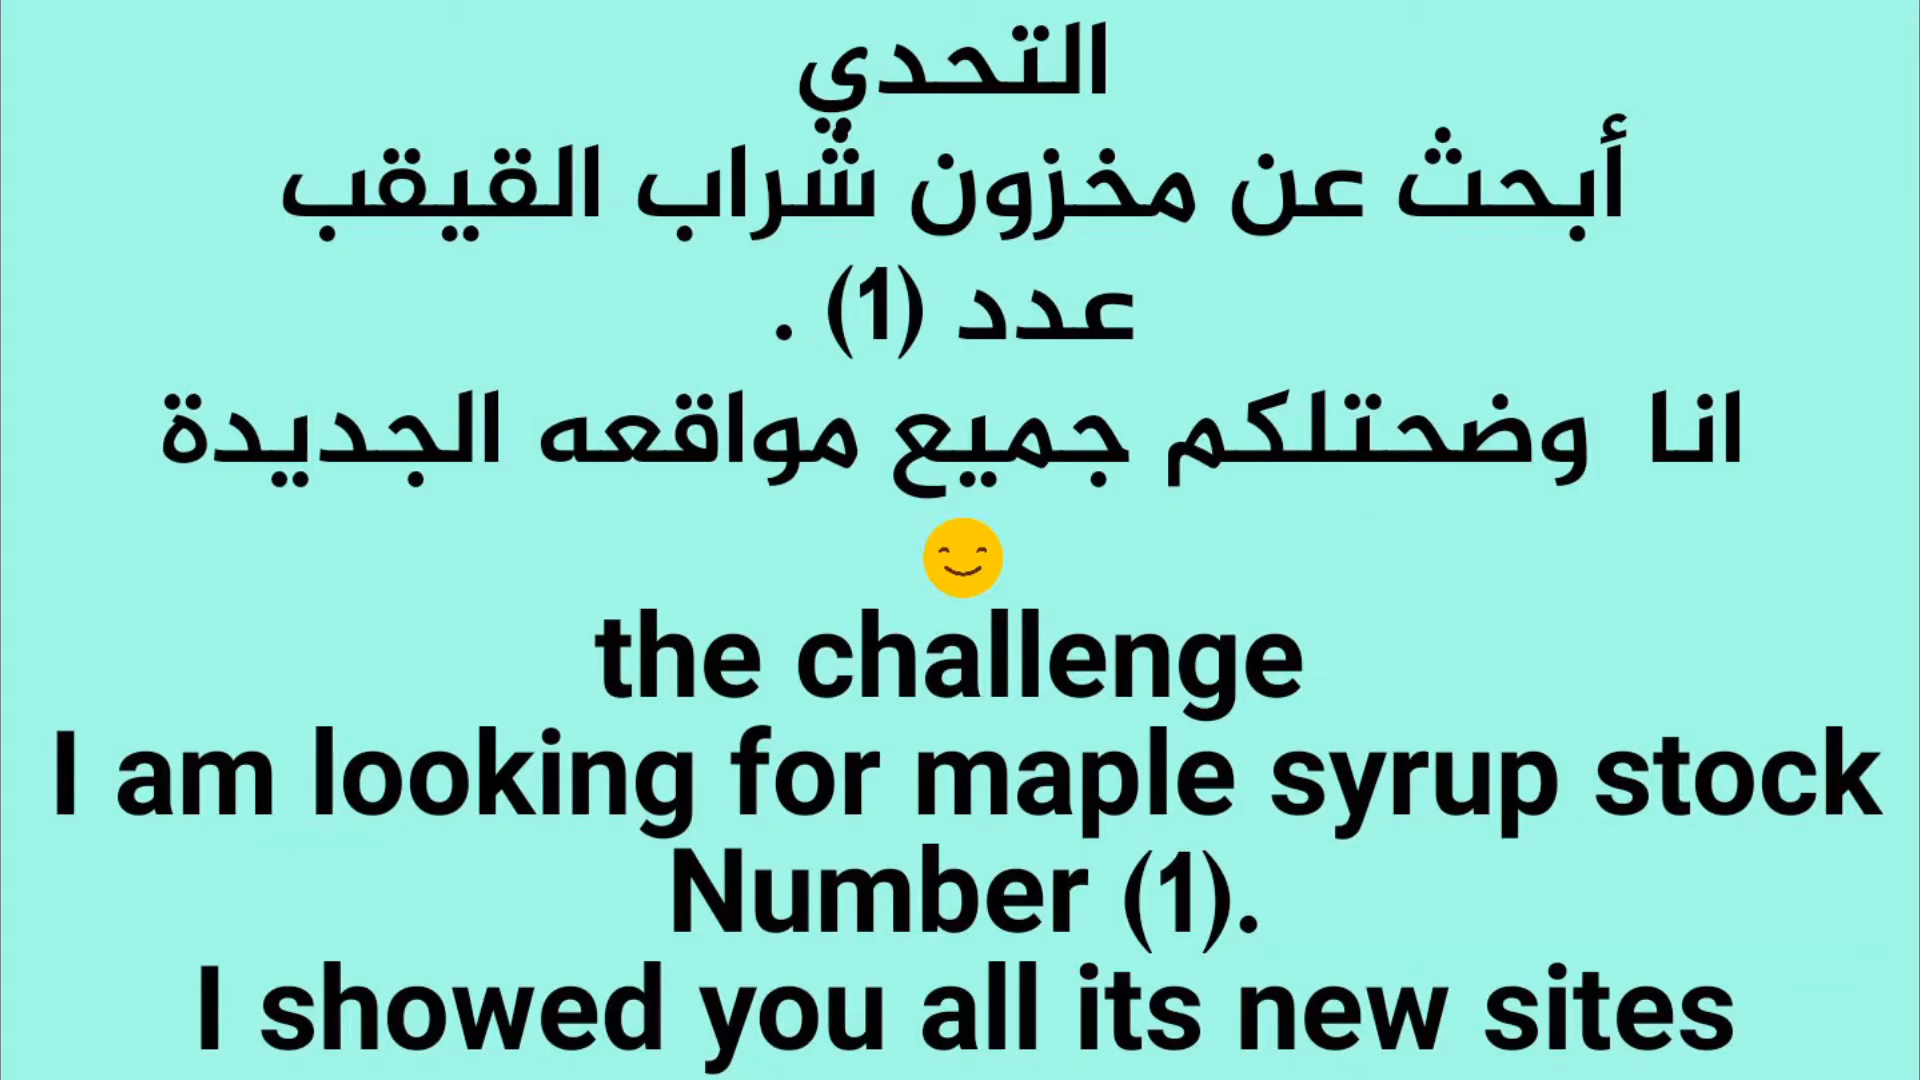 التحدي
أبحث عن مخزون شراب القيقب
عدد (1) .
انا وضحتلكم جميع مواقعه الجديدة
😊
the challenge
I am looking for maple syrup stock
Number (1).
I showed you all its new sites